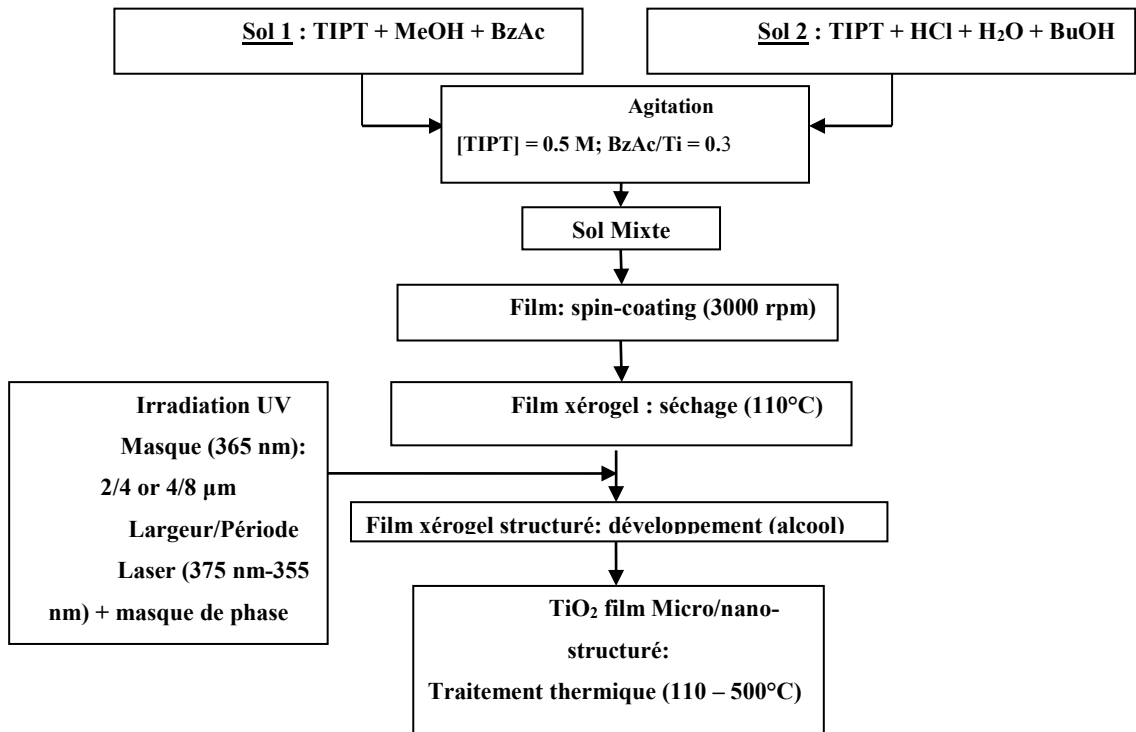 Sol 1 : TIPT + MeOH + BzAc
Sol 2 : TIPT + HCl + H₂O + BuOH
Agitation
[TIPT] = 0.5 M; BzAc/Ti = 0.3
Sol Mixte
Film: spin-coating (3000 rpm)
Film xérogel : séchage (110°C)
Irradiation UV
Masque (365 nm):
2/4 or 4/8 µm
Largeur/Période
Laser (375 nm-355
nm) + masque de phase
Film xérogel structuré: développement (alcool)
TiO₂ film Micro/nano-
structuré:
Traitement thermique (110 – 500°C)